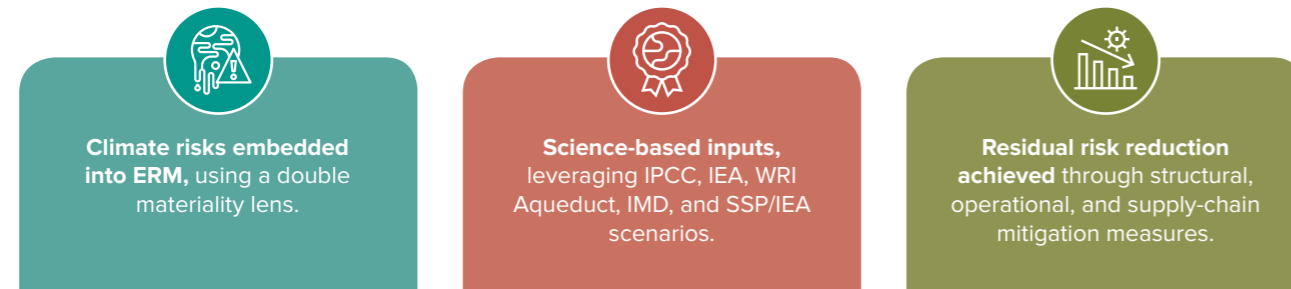 Climate risks embedded
into ERM, using a double
materiality lens.
Science-based inputs,
leveraging IPCC, IEA, WRI
Aqueduct, IMD, and SSP/IEA
scenarios.
Residual risk reduction
achieved through structural,
operational, and supply-chain
mitigation measures.